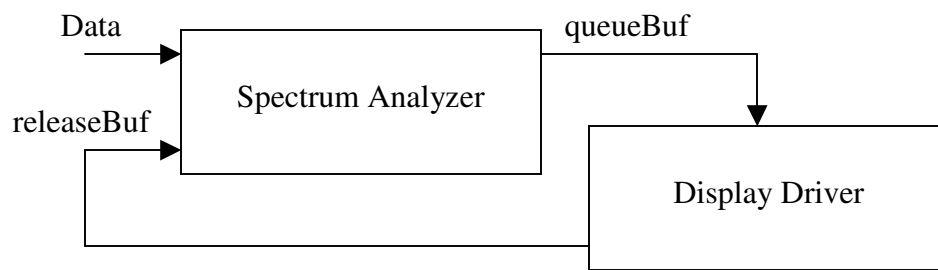 Data
queueBuf
Spectrum Analyzer
releaseBuf
Display Driver